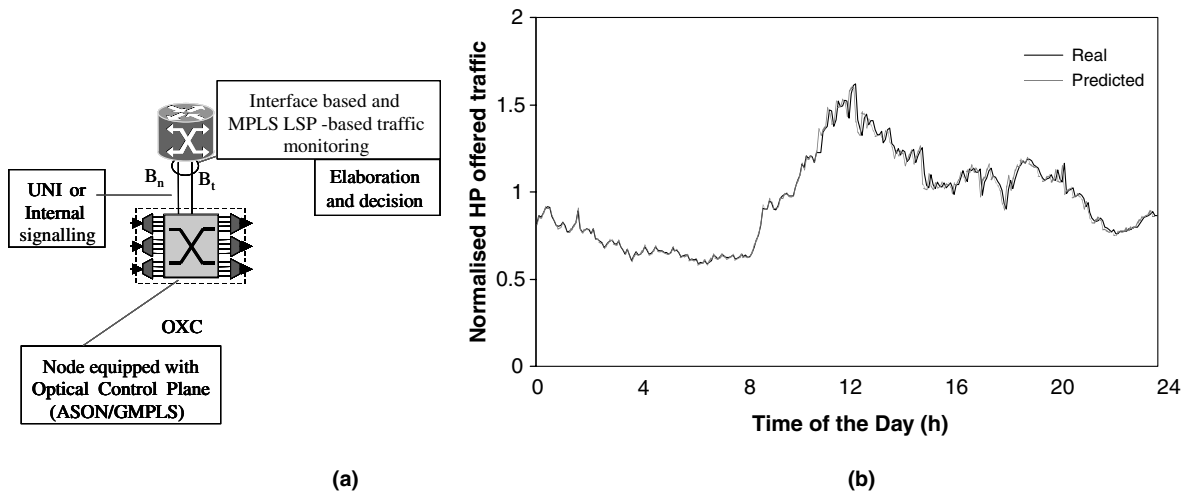 Interface based and
MPLS LSP -based traffic
monitoring
Elaboration
and decision
Bn
Bt
UNI or
Internal
signalling
OXC
Node equipped with
Optical Control Plane
(ASON/GMPLS)
(a)
Normalised HP offered traffic
2
1.5
1
0.5
0
Real
Predicted
0
4
8
12
16
20
24
Time of the Day (h)
(b)